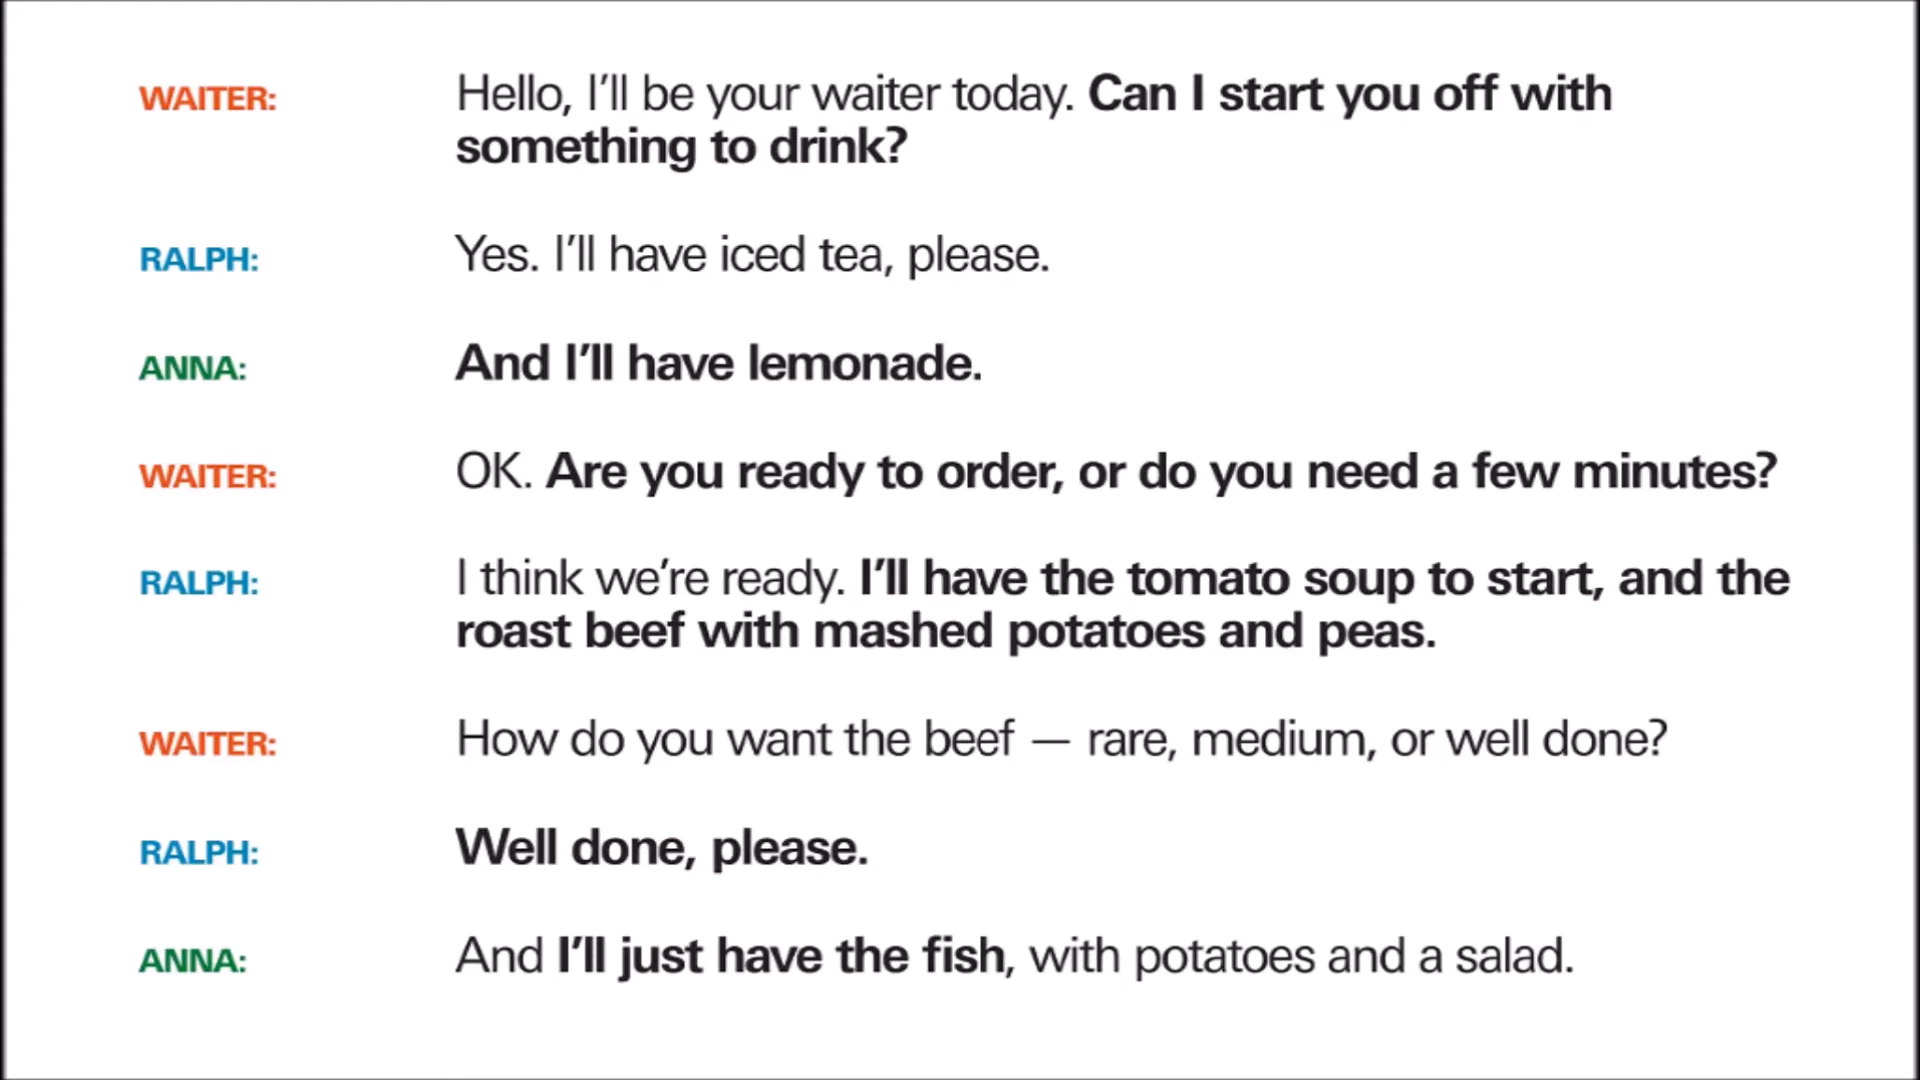 WAITER: Hello, I’ll be your waiter today. Can I start you off with
something to drink?
RALPH: Yes. I’ll have iced tea, please.
ANNA: And I’ll have lemonade.
WAITER: OK. Are you ready to order, or do you need a few minutes?
RALPH: I think we’re ready. I’ll have the tomato soup to start, and the
roast beef with mashed potatoes and peas.
WAITER: How do you want the beef — rare, medium, or well done?
RALPH: Well done, please.
ANNA: And I’ll just have the fish, with potatoes and a salad.